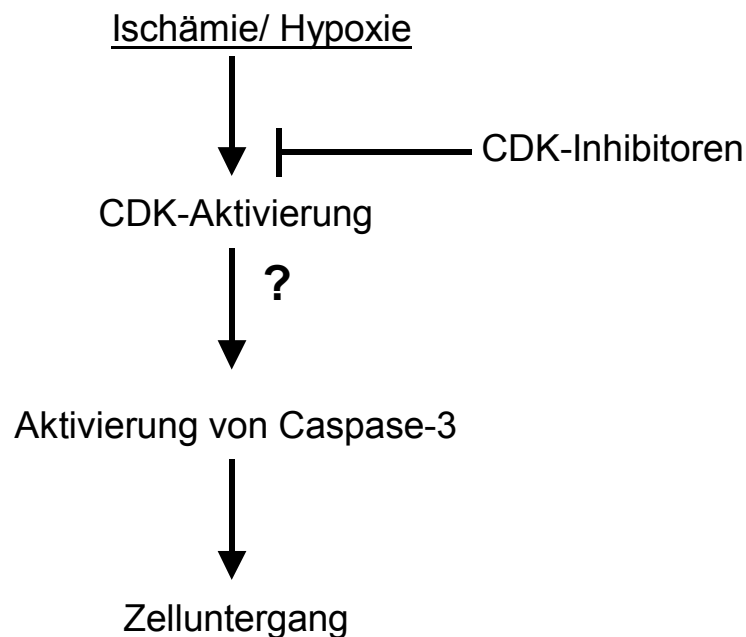 Ischämie/ Hypoxie
CDK-Inhibitoren
CDK-Aktivierung
?
Aktivierung von Caspase-3
Zelluntergang